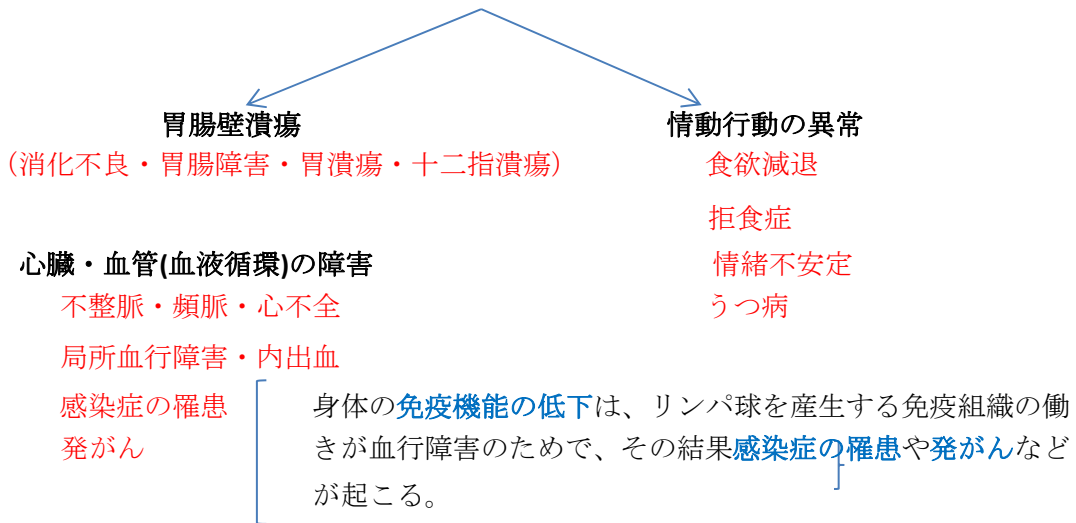 胃腸壁潰瘍
情動行動の異常
（消化不良・胃腸障害・胃潰瘍・十二指潰瘍）
食欲減退
拒食症
心臓・血管(血液循環)の障害
情緒不安定
不整脈・頻脈・心不全
うつ病
局所血行障害・内出血
感染症の罹患
発がん
身体の免疫機能の低下は、リンパ球を産生する免疫組織の働
きが血行障害のためで、その結果感染症の罹患や発がんなど
が起こる。